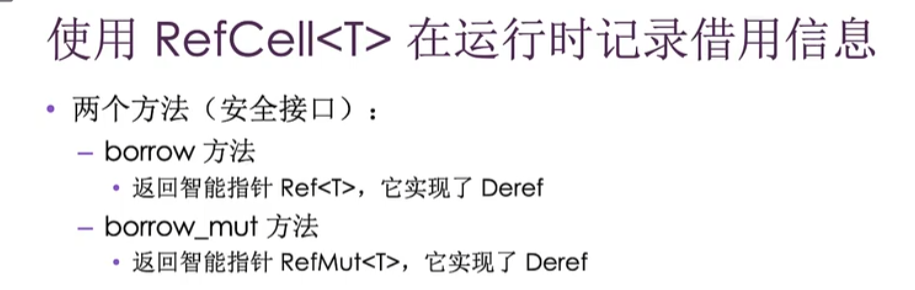 使用 RefCell<T> 在运行时记录借用信息
• 两个方法（安全接口）：
– borrow 方法
• 返回智能指针 Ref<T>，它实现了 Deref
– borrow_mut 方法
• 返回智能指针 RefMut<T>，它实现了 Deref